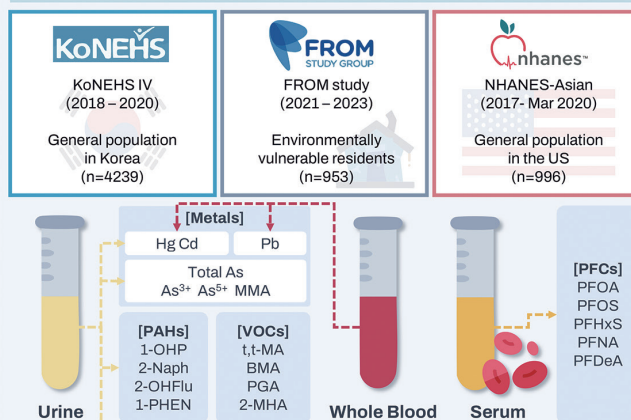 KoNEHS
KoNEHS IV
(2018 – 2020)
General population
in Korea
(n=4239)
FROM
STUDY GROUP
FROM study
(2021 – 2023)
Environmentally
vulnerable residents
(n=953)
nhanes™
NHANES-Asian
(2017- Mar 2020)
General population
in the US
(n=996)
[Metals]
Hg Cd
Pb
Total As
As³⁺ As⁵⁺ MMA
[PAHs]
1-OHP
2-Naph
2-OHFlu
1-PHEN
[VOCs]
t,t-MA
BMA
PGA
2-MHA
[PFCs]
PFOA
PFOS
PFHxS
PFNA
PFDeA
Urine
Whole Blood
Serum